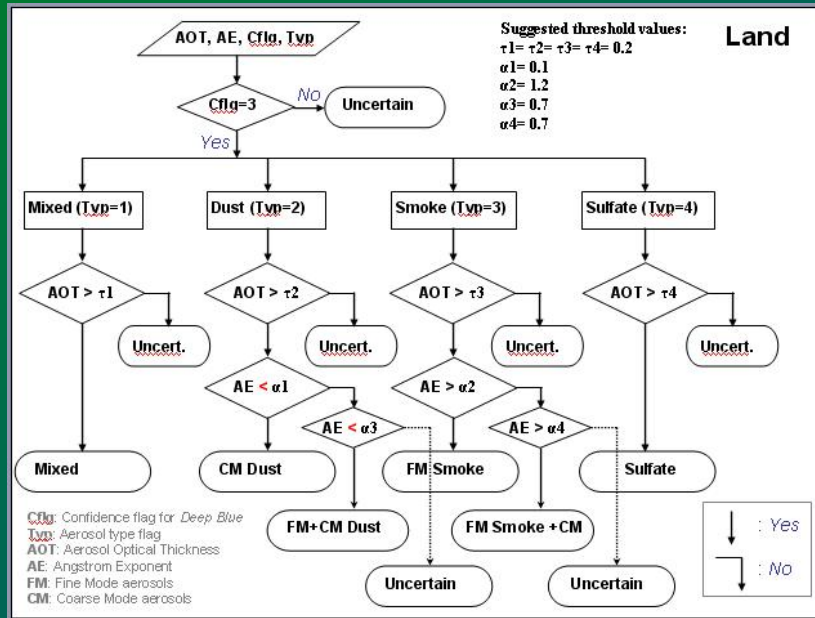 AOT, AE, Cflg, Typ
Suggested threshold values:
τ1= τ2= τ3= τ4= 0.2
α1= 0.1
α2= 1.2
α3= 0.7
α4= 0.7
Land
Cflg=3
No
Uncertain
Yes
Mixed (Typ=1)
Dust (Typ=2)
Smoke (Typ=3)
Sulfate (Typ=4)
AOT > τ1
AOT > τ2
AOT > τ3
AOT > τ4
Uncert.
Uncert.
Uncert.
Uncert.
AE < α1
AE > α2
AE < α3
AE > α4
Mixed
CM Dust
FM Smoke
Sulfate
FM+CM Dust
FM Smoke +CM
Uncertain
Uncertain
Cflg: Confidence flag for Deep Blue
Typ: Aerosol type flag
AOT: Aerosol Optical Thickness
AE: Angstrom Exponent
FM: Fine Mode aerosols
CM: Coarse Mode aerosols
: Yes
: No